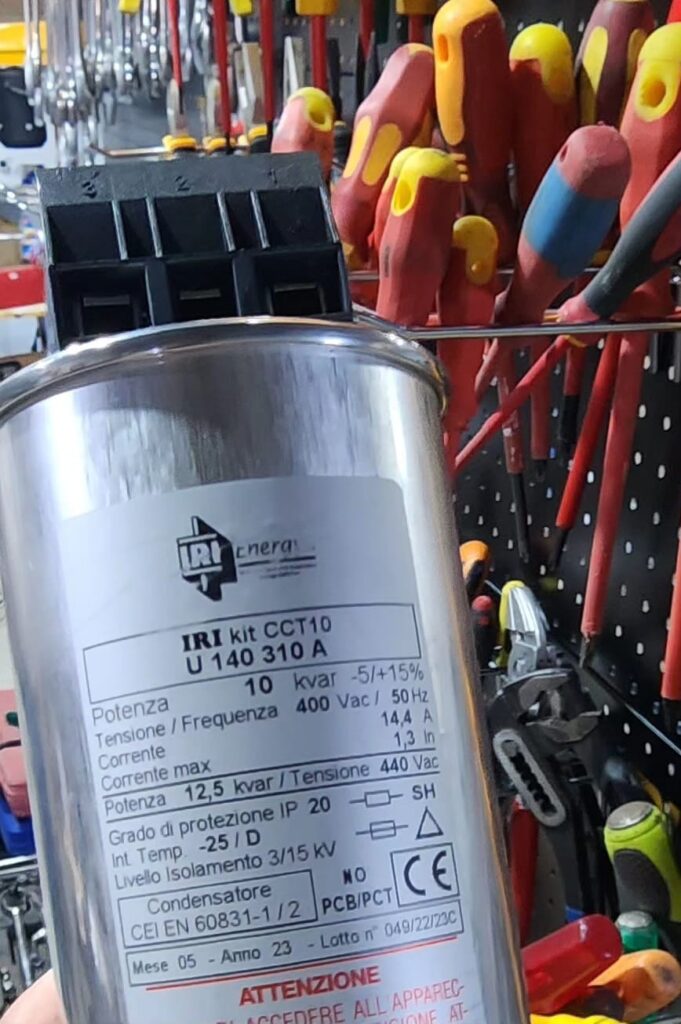 3 2 1
IRI Energy
IRI kit CCT10
U 140 310 A
Potenza 10 kvar -5/+15%
Tensione / Frequenza 400 Vac / 50 Hz
Corrente 14,4 A
Corrente max 1,3 In
Potenza 12,5 kvar / Tensione 440 Vac
Grado di protezione IP 20 SH
Int. Temp. -25 / D
Livello Isolamento 3/15 kV
Condensatore
CEI EN 60831-1 / 2
NO
PCB/PCT
CE
Mese 05 - Anno 23 - Lotto n° 049/22/23C
ATTENZIONE
ACCEDERE ALL'APPAREC-